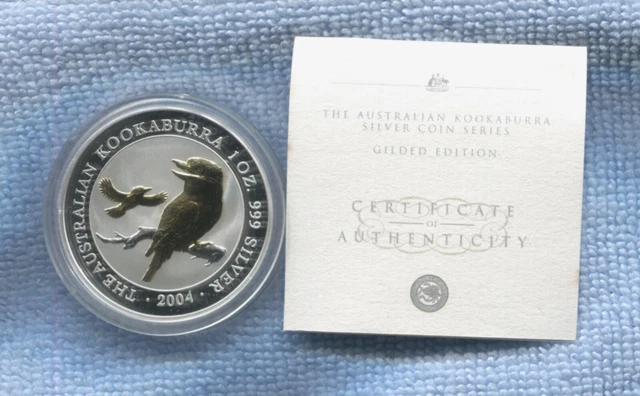 THE AUSTRALIAN KOOKABURRA 1 OZ. 999 SILVER
· 2004 ·
THE AUSTRALIAN KOOKABURRA
SILVER COIN SERIES
GILDED EDITION
CERTIFICATE
OF
AUTHENTICITY